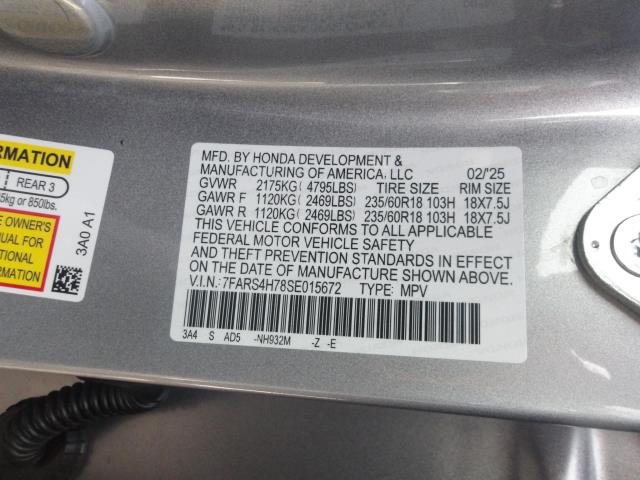 RMATION
REAR 3
5kg or 850lbs.
E OWNER'S
NUAL FOR
ITIONAL
RMATION
3A0 A1
MFD. BY HONDA DEVELOPMENT &
MANUFACTURING OF AMERICA, LLC 02/'25
GVWR 2175KG ( 4795LBS) TIRE SIZE RIM SIZE
GAWR F 1120KG ( 2469LBS) 235/60R18 103H 18X7.5J
GAWR R 1120KG ( 2469LBS) 235/60R18 103H 18X7.5J
THIS VEHICLE CONFORMS TO ALL APPLICABLE
FEDERAL MOTOR VEHICLE SAFETY
AND THEFT PREVENTION STANDARDS IN EFFECT
ON THE DATE OF MANUFACTURE SHOWN ABOVE.
V.I.N.:7FARS4H78SE015672 TYPE: MPV
3A4 S AD5 -NH932M -Z -E